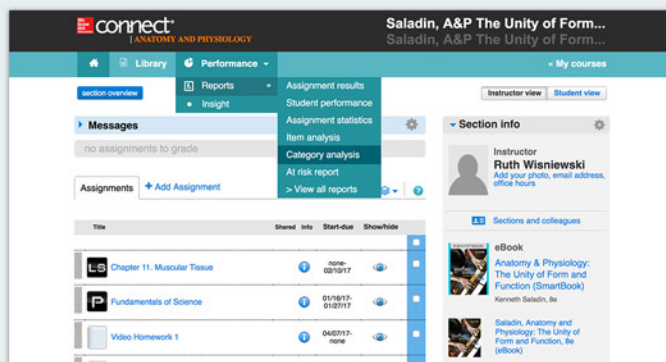 Mc Graw Hill Education connect
ANATOMY AND PHYSIOLOGY
Saladin, A&P The Unity of Form...
Saladin, A&P The Unity of Form...
Library
Performance
« My courses
section overview
Reports »
Insight
Assignment results
Student performance
Assignment statistics
Item analysis
Category analysis
At risk report
> View all reports
Instructor view
Student view
Messages
no assignments to grade
Assignments
+ Add Assignment
Title Shared Info Start-due Show/hide
Chapter 11. Muscular Tissue
none-
02/10/17
LS
Fundamentals of Science
01/16/17-
01/27/17
P
Video Homework 1
04/07/17-
none
Section info
Instructor
Ruth Wisniewski
Add your photo, email address,
office hours
Sections and colleagues
eBook
Anatomy & Physiology:
The Unity of Form and
Function (SmartBook)
Kenneth Saladin, 8e
Saladin, Anatomy and
Physiology: The Unity of
Form and Function, 8e
(eBook)